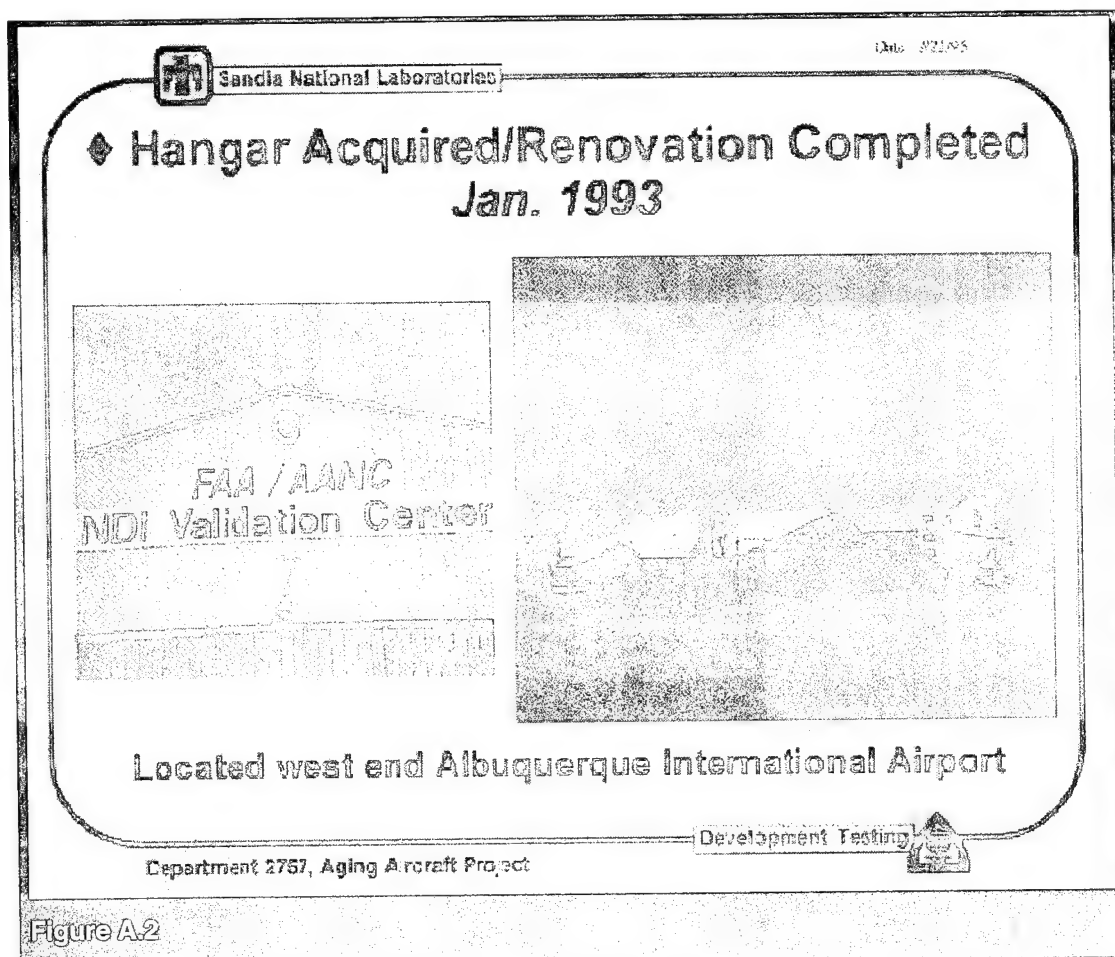 Date
Sandia National Laboratories
◆ Hangar Acquired/Renovation Completed
Jan. 1993
FAA / AANC
NDI Validation Center
Located west end Albuquerque International Airport
Development Testing
Department 2757, Aging Aircraft Project
Figure A.2